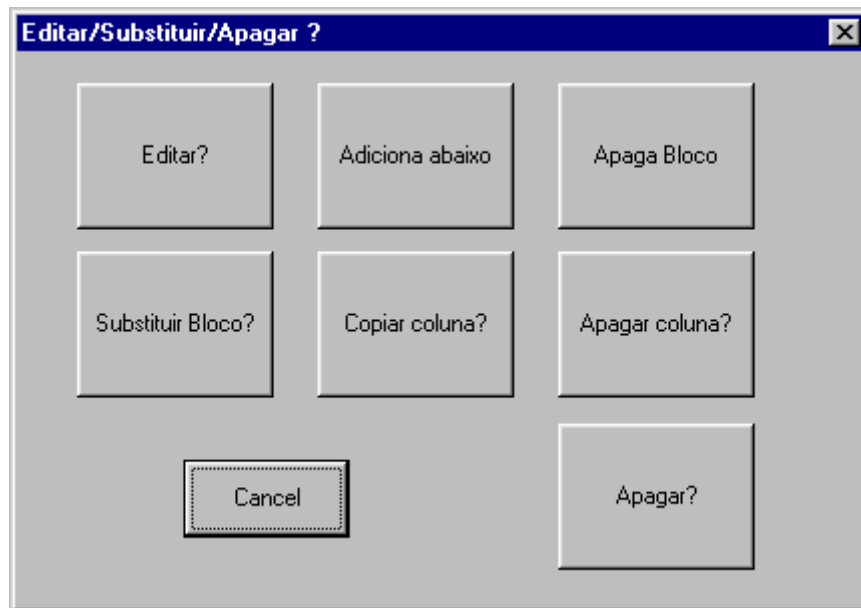 Editar/Substituir/Apagar ?
Editar?
Adiciona abaixo
Apaga Bloco
Substituir Bloco?
Copiar coluna?
Apagar coluna?
Cancel
Apagar?